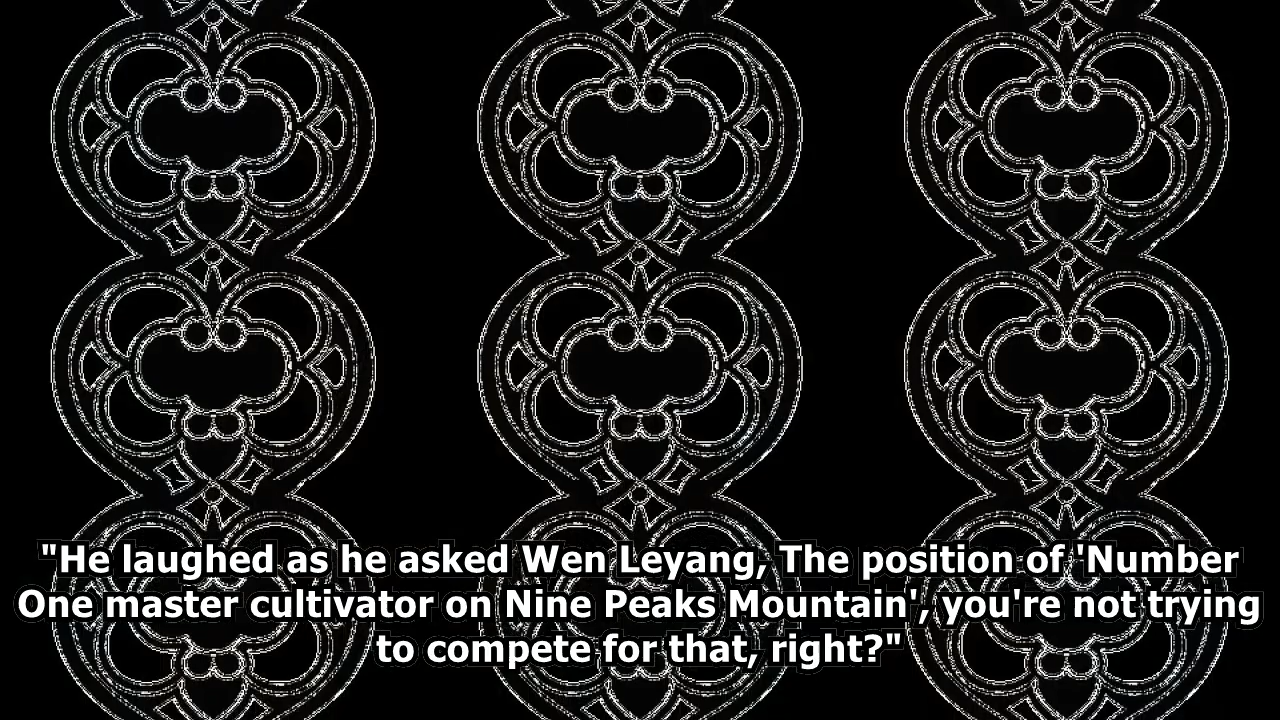 "He laughed as he asked Wen Leyang, The position of 'Number
One master cultivator on Nine Peaks Mountain', you're not trying
to compete for that, right?"